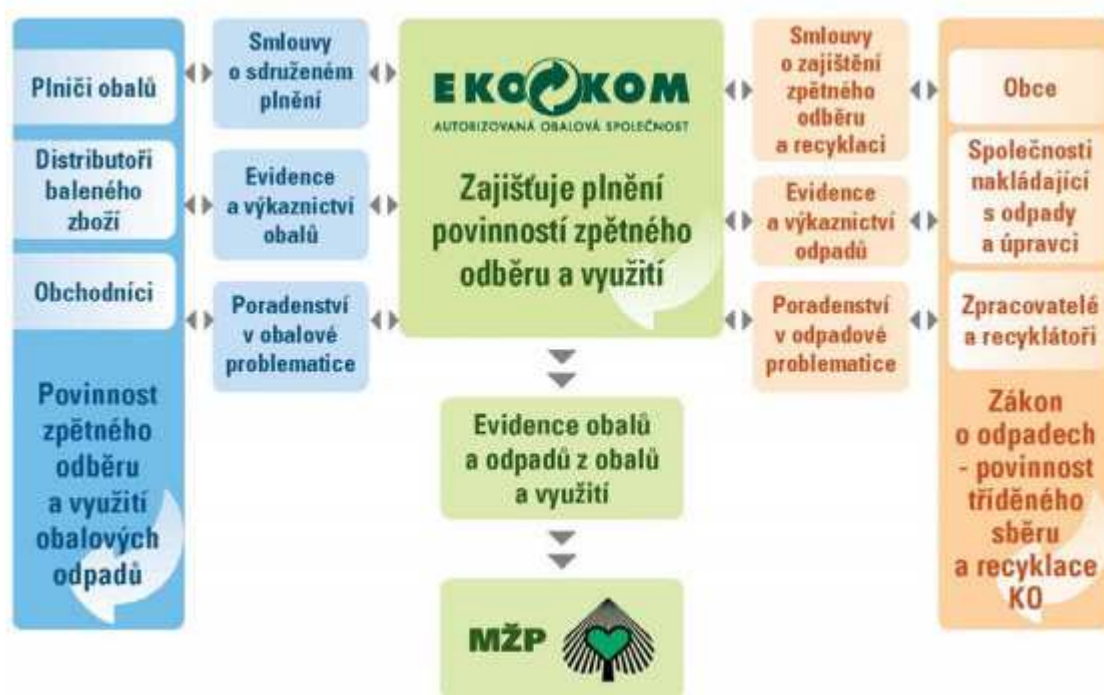 Plniči obalů
Distributoři
baleného
zboží
Obchodníci
Povinnost
zpětného
odběru
a využití
obalových
odpadů
Smlouvy
o sdruženém
plnění
Evidence
a výkaznictví
obalů
Poradenství
v obalové
problematice
EKO KOM
AUTORIZOVANÁ OBALOVÁ SPOLEČNOST
Zajišťuje plnění
povinností zpětného
odběru a využití
Evidence obalů
a odpadů z obalů
a využití
MŽP
Smlouvy
o zajištění
zpětného
odběru
a recyklaci
Evidence
a výkaznictví
odpadů
Poradenství
v odpadové
problematice
Obce
Společnosti
nakládající
s odpady
a úpravci
Zpracovatelé
a recyklátoři
Zákon
o odpadech
- povinnost
tříděného
sběru
a recyklace
KO